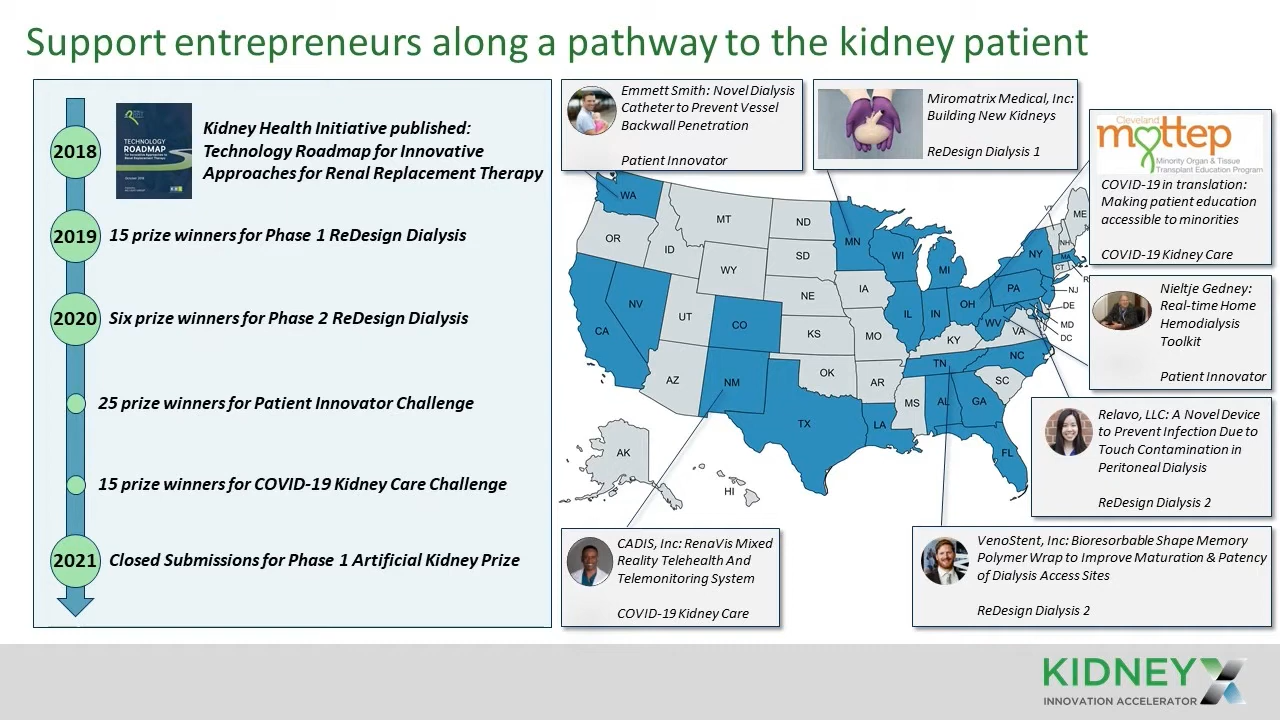 Support entrepreneurs along a pathway to the kidney patient
2018
TECHNOLOGY
ROADMAP
Kidney Health Initiative published:
Technology Roadmap for Innovative
Approaches for Renal Replacement Therapy
2019
15 prize winners for Phase 1 ReDesign Dialysis
2020
Six prize winners for Phase 2 ReDesign Dialysis
25 prize winners for Patient Innovator Challenge
15 prize winners for COVID-19 Kidney Care Challenge
2021
Closed Submissions for Phase 1 Artificial Kidney Prize
Emmett Smith: Novel Dialysis
Catheter to Prevent Vessel
Backwall Penetration
Patient Innovator
Miromatrix Medical, Inc:
Building New Kidneys
ReDesign Dialysis 1
Cleveland
mottep
Minority Organ & Tissue
Transplant Education Program
COVID-19 in translation:
Making patient education
accessible to minorities
COVID-19 Kidney Care
Nieltje Gedney:
Real-time Home
Hemodialysis
Toolkit
Patient Innovator
Relavo, LLC: A Novel Device
to Prevent Infection Due to
Touch Contamination in
Peritoneal Dialysis
ReDesign Dialysis 2
VenoStent, Inc: Bioresorbable Shape Memory
Polymer Wrap to Improve Maturation & Patency
of Dialysis Access Sites
ReDesign Dialysis 2
CADIS, Inc: RenaVis Mixed
Reality Telehealth And
Telemonitoring System
COVID-19 Kidney Care
WA
MT
ND
MN
OR
ID
SD
WI
MI
NY
ME
NH
MA
CT
WY
NE
IA
PA
NJ
NV
UT
CO
KS
MO
IL
IN
OH
WV
VA
DE
MD
DC
CA
KY
AZ
NM
OK
AR
TN
NC
SC
MS
AL
GA
TX
LA
FL
AK
HI
KIDNEY X
INNOVATION ACCELERATOR